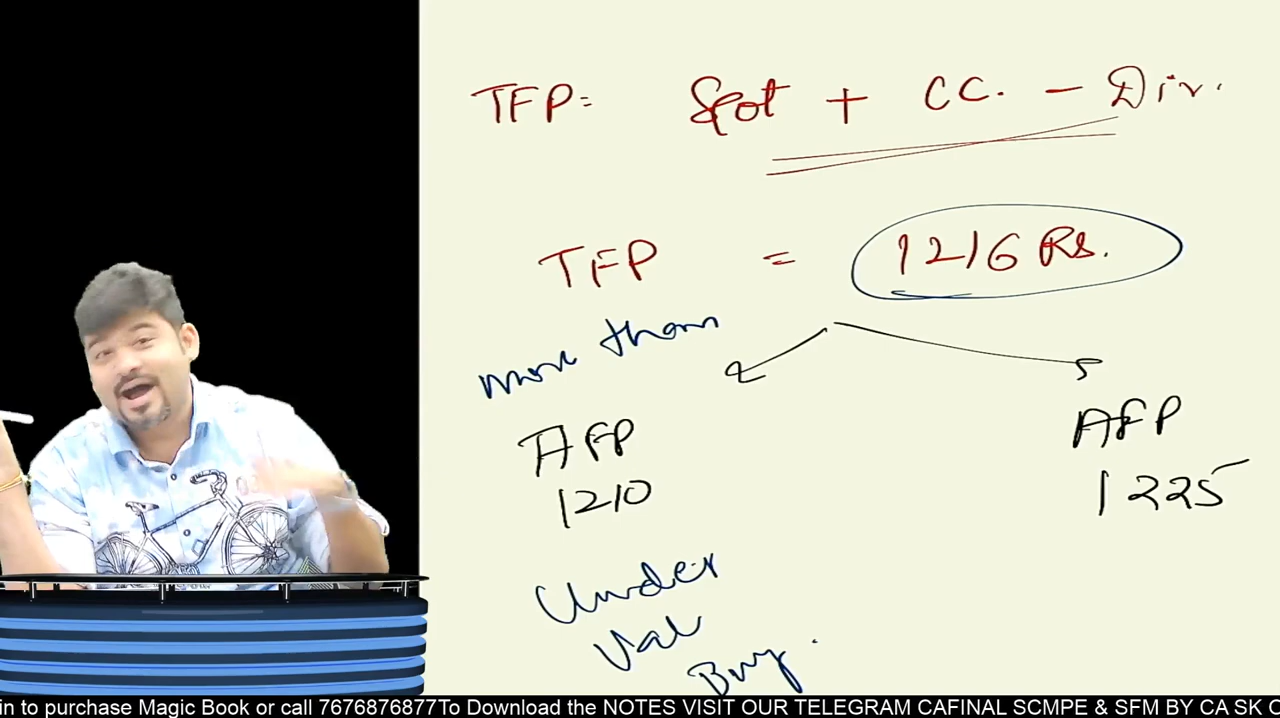 TFP= Spot + CC. - Div.
TFP = 1216 Rs.
more than
AFP
1210
AFP
1225
Under
Val
Buy.
in to purchase Magic Book or call 7676876877To Download the NOTES VISIT OUR TELEGRAM CAFINAL SCMPE & SFM BY CA SK C